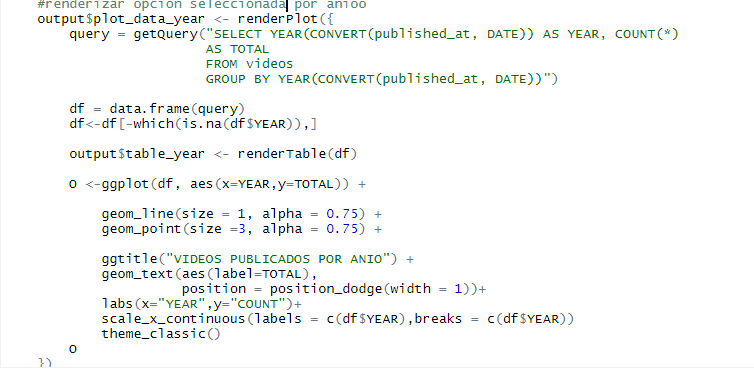 #renderizar opcion seleccionada por anioo
output$plot_data_year <- renderPlot({
query = getQuery("SELECT YEAR(CONVERT(published_at, DATE)) AS YEAR, COUNT(*)
AS TOTAL
FROM videos
GROUP BY YEAR(CONVERT(published_at, DATE))")
df = data.frame(query)
df<-df[-which(is.na(df$YEAR)),]
output$table_year <- renderTable(df)
O <-ggplot(df, aes(x=YEAR,y=TOTAL)) +
geom_line(size = 1, alpha = 0.75) +
geom_point(size =3, alpha = 0.75) +
ggtitle("VIDEOS PUBLICADOS POR ANIO") +
geom_text(aes(label=TOTAL),
position = position_dodge(width = 1))+
labs(x="YEAR",y="COUNT")+
scale_x_continuous(labels = c(df$YEAR),breaks = c(df$YEAR))
theme_classic()
O
})